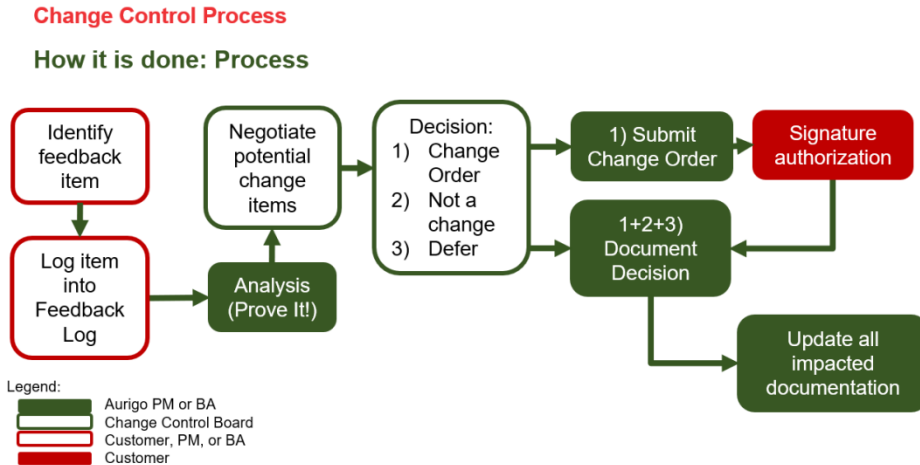 Change Control Process
How it is done: Process
Identify
feedback
item
Log item
into
Feedback
Log
Analysis
(Prove It!)
Negotiate
potential
change
items
Decision:
1) Change
Order
2) Not a
change
3) Defer
1) Submit
Change Order
Signature
authorization
1+2+3)
Document
Decision
Update all
impacted
documentation
Legend:
Aurigo PM or BA
Change Control Board
Customer, PM, or BA
Customer